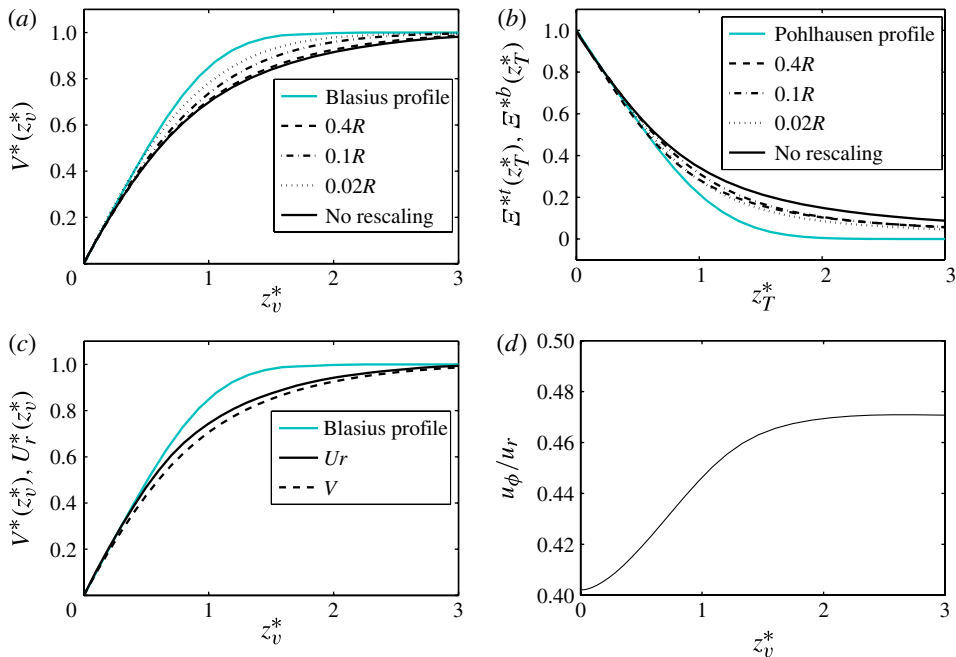 (a)
1.0
0.8
0.6
0.4
0.2
0
1
2
3
V*(z*v)
z*v
Blasius profile
0.4R
0.1R
0.02R
No rescaling
(b)
1.0
0.8
0.6
0.4
0.2
0
0
1
2
3
Ξ*t(z*T), Ξ*b(z*T)
z*T
Pohlhausen profile
0.4R
0.1R
0.02R
No rescaling
(c)
1.0
0.8
0.6
0.4
0.2
0
1
2
3
V*(z*v), U*r(z*v)
z*v
Blasius profile
Ur
V
(d)
0.50
0.48
0.46
0.44
0.42
0.40
0
1
2
3
uϕ/ur
z*v